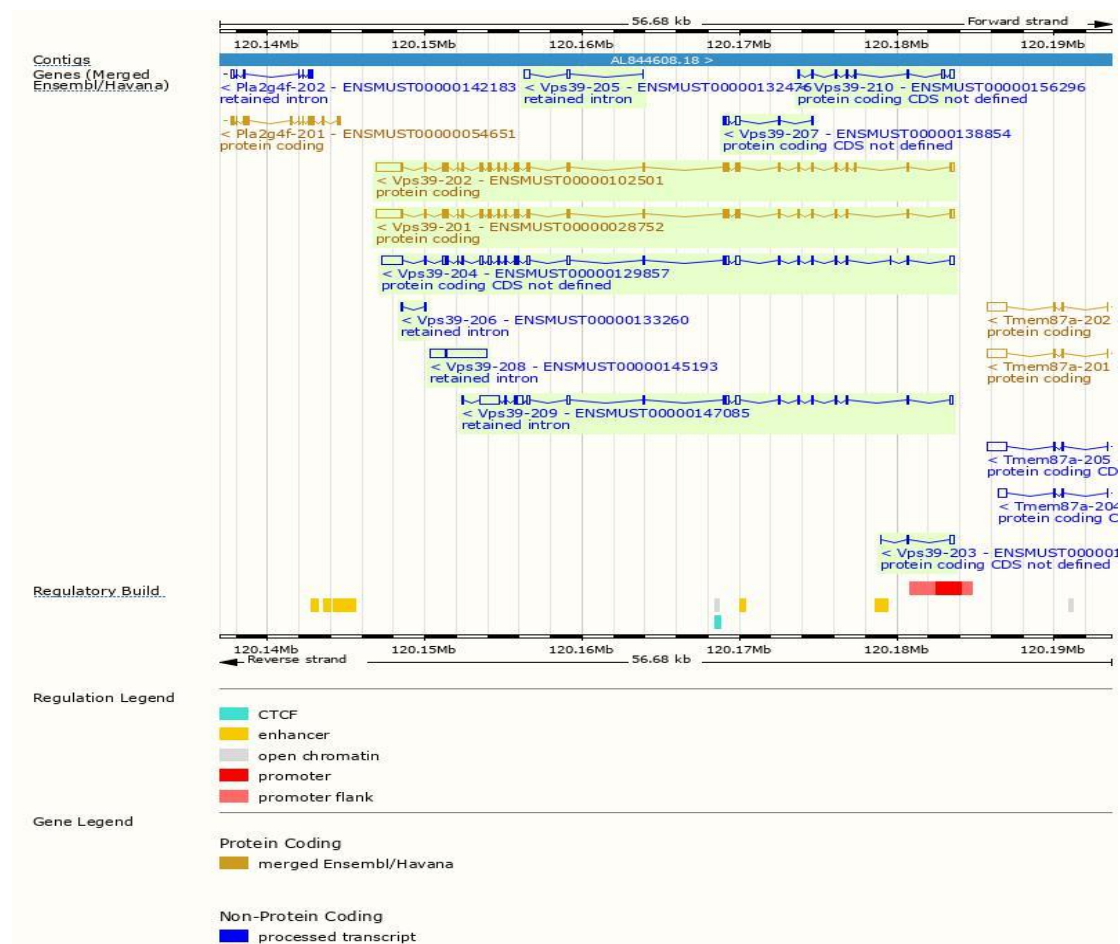 56.68 kb Forward strand
120.14Mb 120.15Mb 120.16Mb 120.17Mb 120.18Mb 120.19Mb
Contigs AL844608.18 >
Genes (Merged
Ensembl/Havana)
< Pla2g4f-202 - ENSMUST00000142183 < Vps39-205 - ENSMUST00000132476 < Vps39-210 - ENSMUST00000156296
retained intron retained intron protein coding CDS not defined
< Pla2g4f-201 - ENSMUST00000054651 < Vps39-207 - ENSMUST00000138854
protein coding protein coding CDS not defined
< Vps39-202 - ENSMUST00000102501
protein coding
< Vps39-201 - ENSMUST00000028752
protein coding
< Vps39-204 - ENSMUST00000129857
protein coding CDS not defined
< Vps39-206 - ENSMUST00000133260 < Tmem87a-202
retained intron protein coding
< Vps39-208 - ENSMUST00000145193 < Tmem87a-201
retained intron protein coding
< Vps39-209 - ENSMUST00000147085
retained intron
< Tmem87a-205
protein coding CD
< Tmem87a-204
protein coding C
< Vps39-203 - ENSMUST000001
protein coding CDS not defined
Regulatory Build
120.14Mb 120.15Mb 120.16Mb 120.17Mb 120.18Mb 120.19Mb
Reverse strand 56.68 kb
Regulation Legend
CTCF
enhancer
open chromatin
promoter
promoter flank
Gene Legend
Protein Coding
merged Ensembl/Havana
Non-Protein Coding
processed transcript